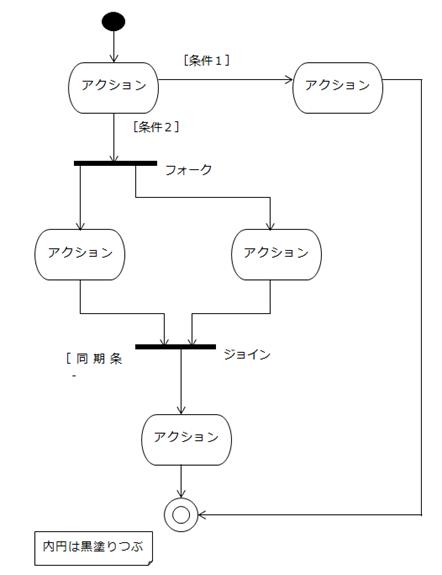 [条件１]
アクション
アクション
[条件２]
フォーク
アクション
アクション
[同期条
-
ジョイン
アクション
内円は黒塗りつぶ